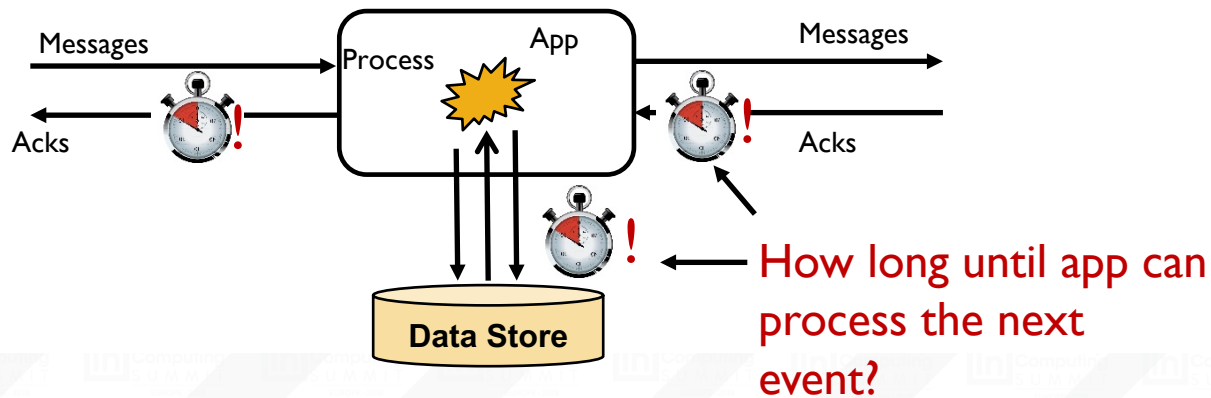 Messages
App
Messages
Process
!
!
Acks
Acks
!
How long until app can
process the next
event?
Data Store